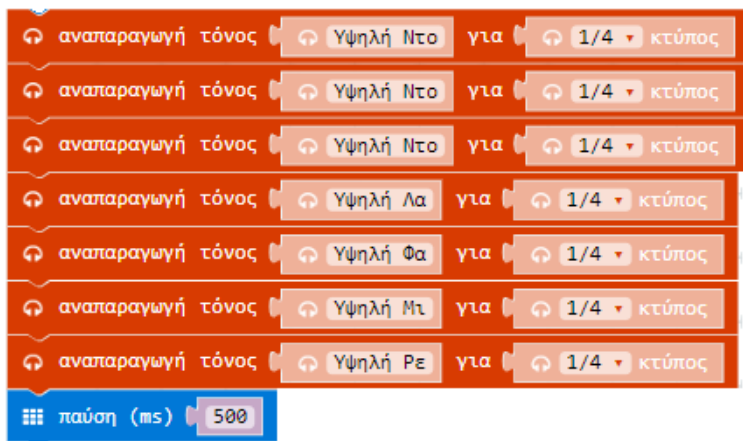 αναπαραγωγή τόνος Υψηλή Ντο για 1/4 κτύπος
αναπαραγωγή τόνος Υψηλή Ντο για 1/4 κτύπος
αναπαραγωγή τόνος Υψηλή Ντο για 1/4 κτύπος
αναπαραγωγή τόνος Υψηλή Λα για 1/4 κτύπος
αναπαραγωγή τόνος Υψηλή Φα για 1/4 κτύπος
αναπαραγωγή τόνος Υψηλή Μι για 1/4 κτύπος
αναπαραγωγή τόνος Υψηλή Ρε για 1/4 κτύπος
παύση (ms) 500